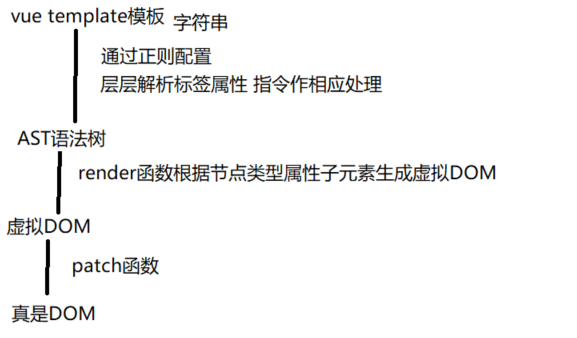 vue template模板 字符串
通过正则配置
层层解析标签属性 指令作相应处理
AST语法树
render函数根据节点类型属性子元素生成虚拟DOM
虚拟DOM
patch函数
真是DOM